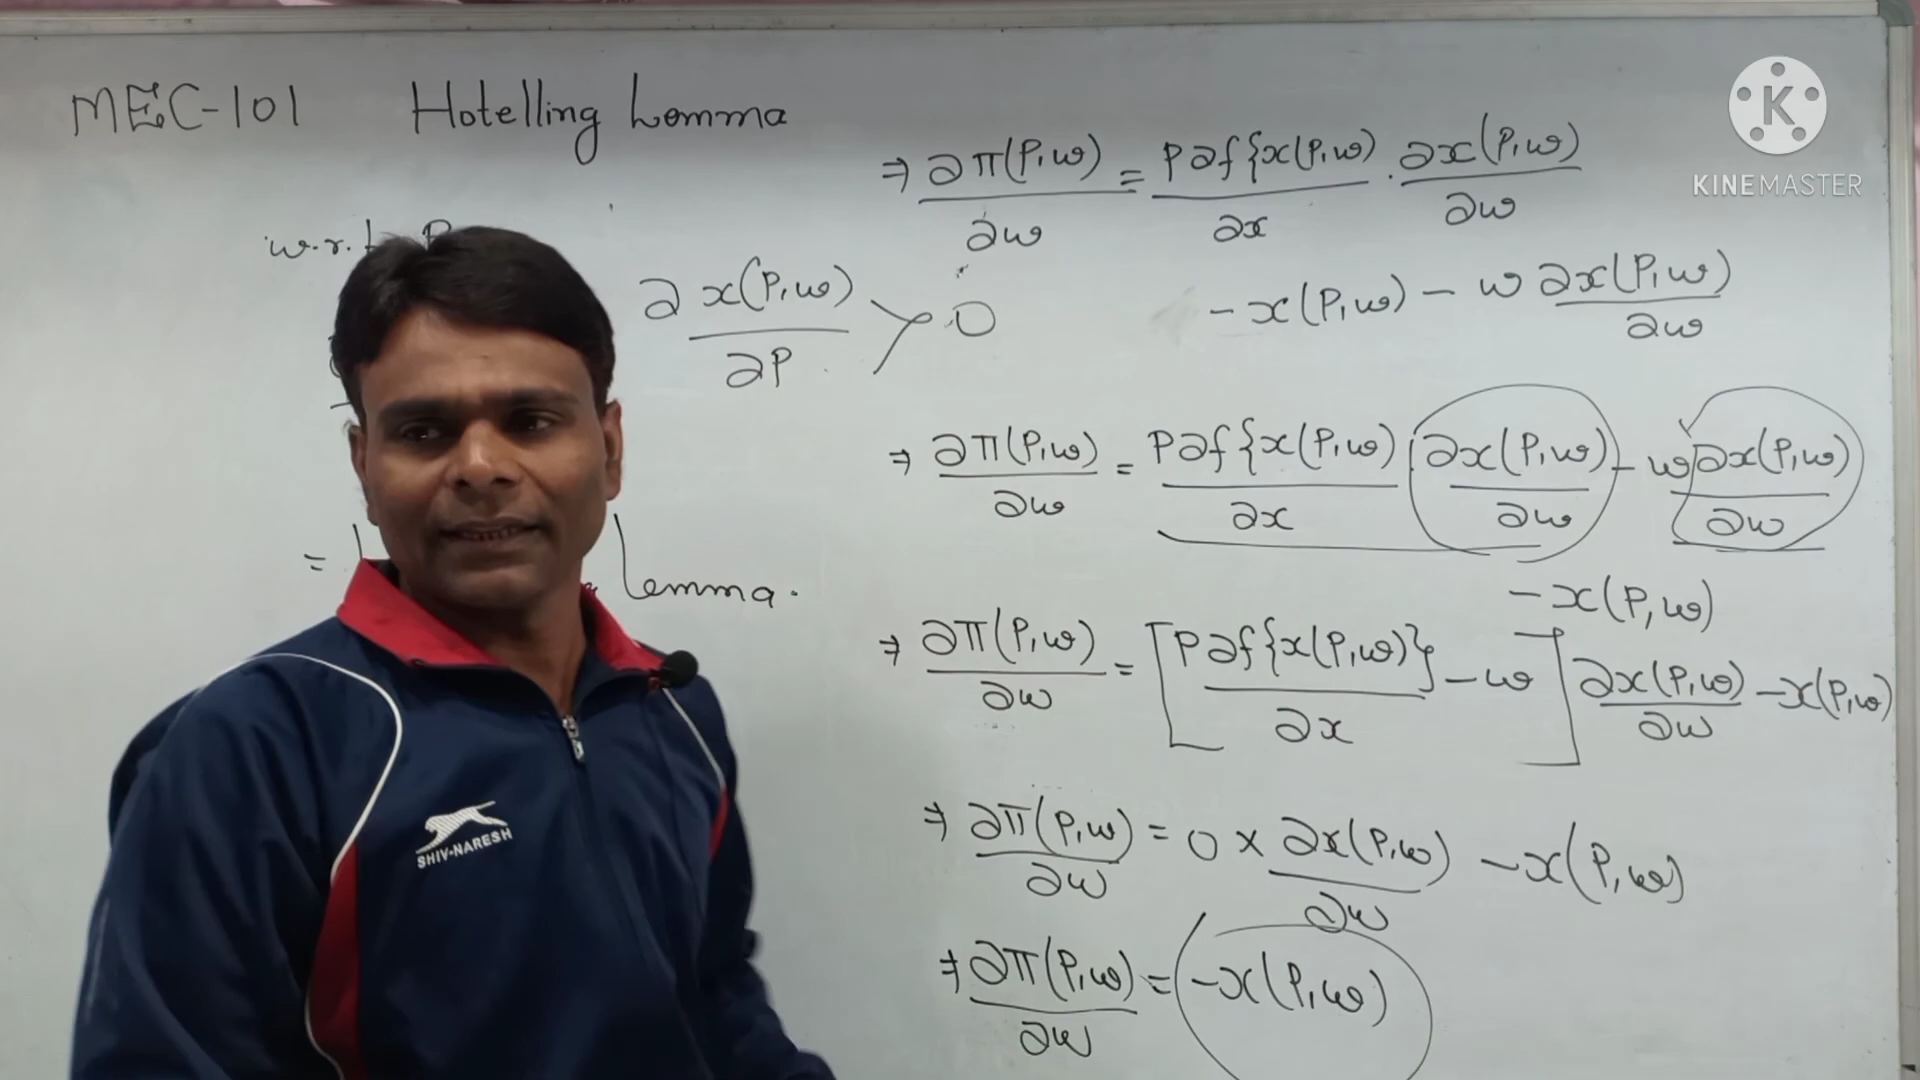 MEC-101 Hotelling Lemma
K
KINEMASTER
w.r.t P
∂x(P,w) > 0
∂P
=
Lemma.
⇒ ∂π(P,w) = P∂f{x(P,w) . ∂x(P,w)
∂w ∂x ∂w
-x(P,w) - w ∂x(P,w)
∂w
⇒ ∂π(P,w) = P∂f{x(P,w) . ∂x(P,w) - w ∂x(P,w)
∂w ∂x ∂w ∂w
-x(P,w)
⇒ ∂π(P,w) = [P∂f{x(P,w)} - w] ∂x(P,w) - x(P,w)
∂w ∂x ∂w
⇒ ∂π(P,w) = 0 × ∂x(P,w) - x(P,w)
∂w ∂w
⇒ ∂π(P,w) = -x(P,w)
∂w
SHIV-NARESH